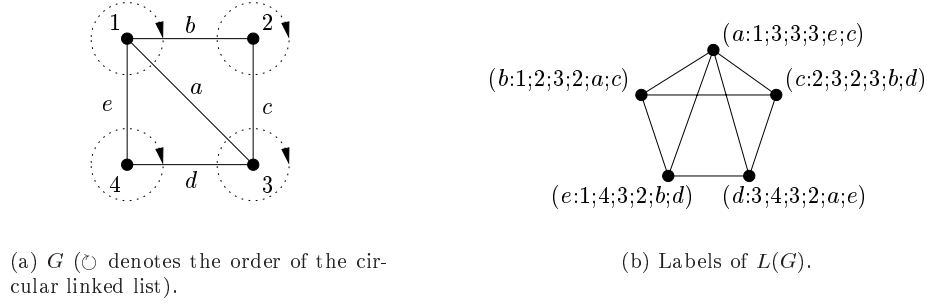 1
b
2
a
e
c
4
d
3
(a) G (↻ denotes the order of the cir-
cular linked list).
(a:1;3;3;3;e;c)
(b:1;2;3;2;a;c)
(c:2;3;2;3;b;d)
(e:1;4;3;2;b;d)
(d:3;4;3;2;a;e)
(b) Labels of L(G).